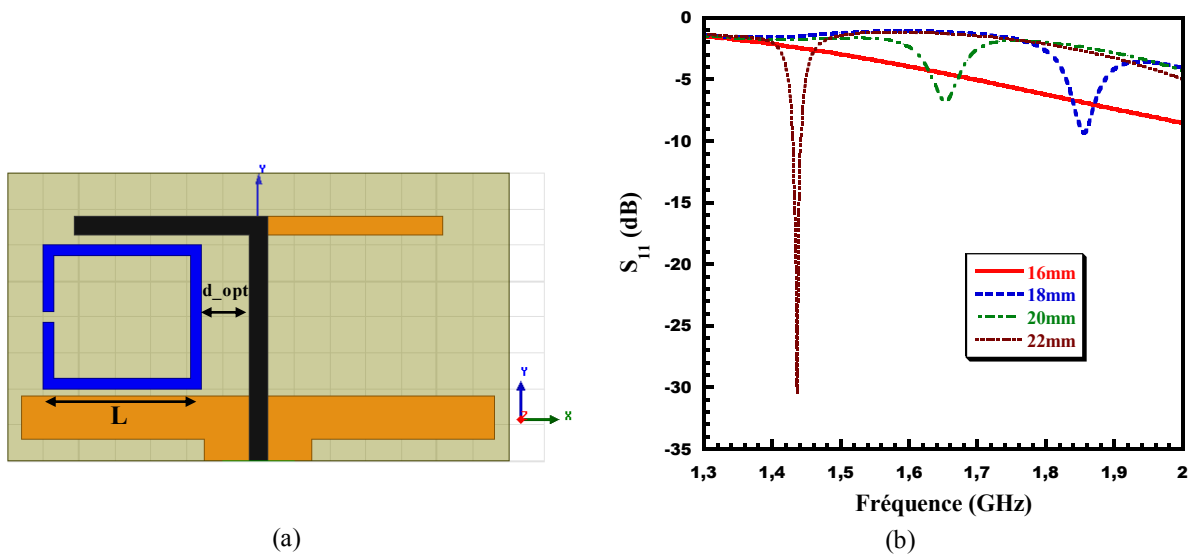 Y
d_opt
L
Y
Z
X
(a)
S11 (dB)
0
-5
-10
-15
-20
-25
-30
-35
16mm
18mm
20mm
22mm
1,3 1,4 1,5 1,6 1,7 1,8 1,9 2
Fréquence (GHz)
(b)